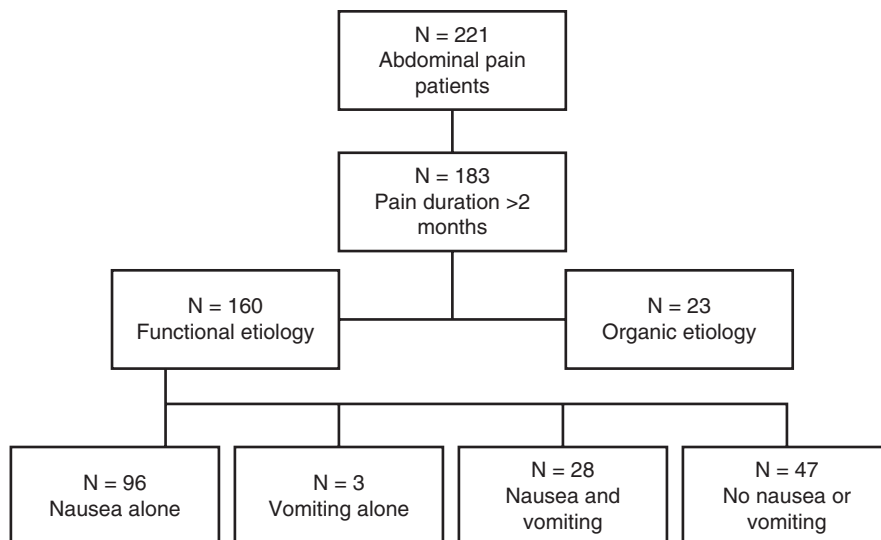 N = 221
Abdominal pain
patients
N = 183
Pain duration >2
months
N = 160
Functional etiology
N = 23
Organic etiology
N = 96
Nausea alone
N = 3
Vomiting alone
N = 28
Nausea and
vomiting
N = 47
No nausea or
vomiting